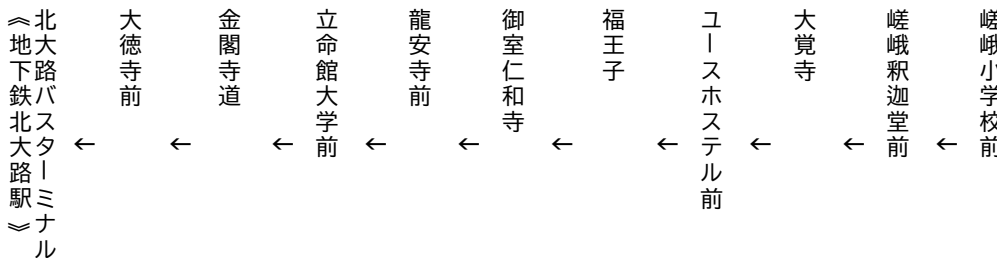 嵯峨小学校前
←
嵯峨釈迦堂前
←
大覚寺
←
ユースホステル前
←
福王子
←
御室仁和寺
←
龍安寺前
←
立命館大学前
←
金閣寺道
←
大徳寺前
←
北大路バスターミナル
《地下鉄北大路駅》